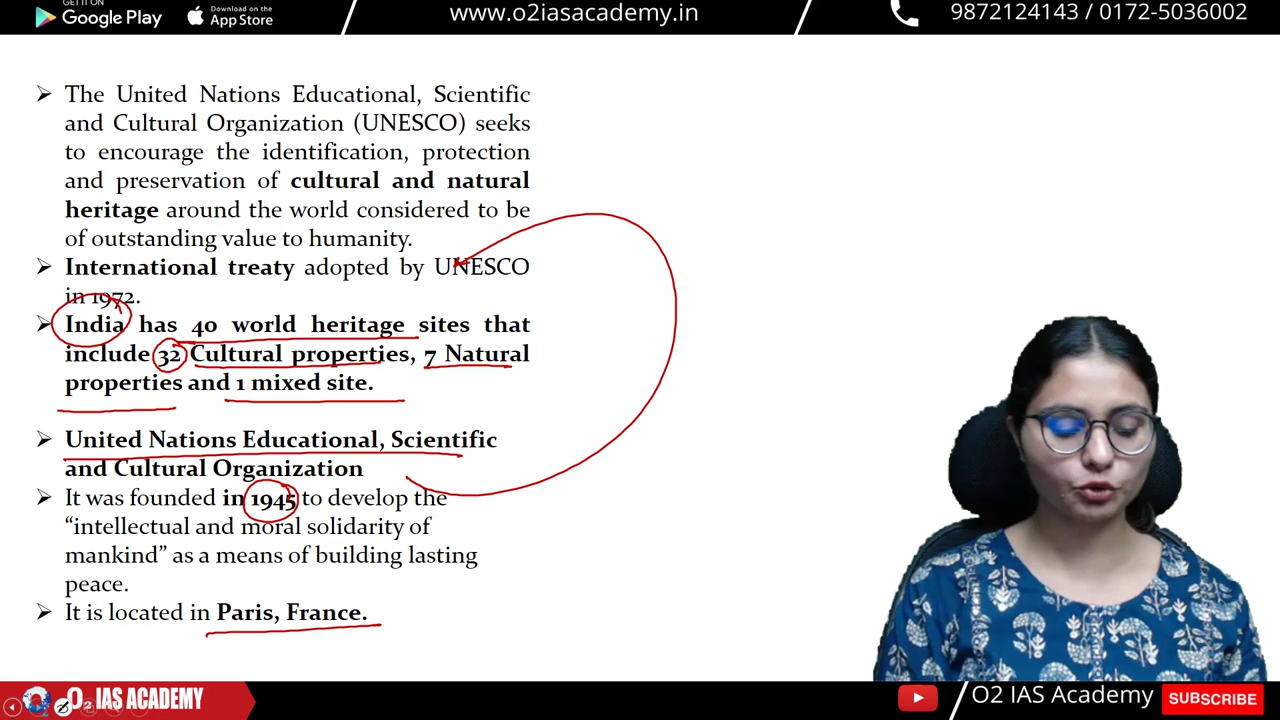 GET IT ON
Google Play
Download on the
App Store
www.o2iasacademy.in
9872124143 / 0172-5036002
➢ The United Nations Educational, Scientific
and Cultural Organization (UNESCO) seeks
to encourage the identification, protection
and preservation of cultural and natural
heritage around the world considered to be
of outstanding value to humanity.
➢ International treaty adopted by UNESCO
in 1972.
➢ India has 40 world heritage sites that
include 32 Cultural properties, 7 Natural
properties and 1 mixed site.
➢ United Nations Educational, Scientific
and Cultural Organization
➢ It was founded in 1945 to develop the
“intellectual and moral solidarity of
mankind” as a means of building lasting
peace.
➢ It is located in Paris, France.
O2 IAS ACADEMY
O2 IAS Academy
SUBSCRIBE